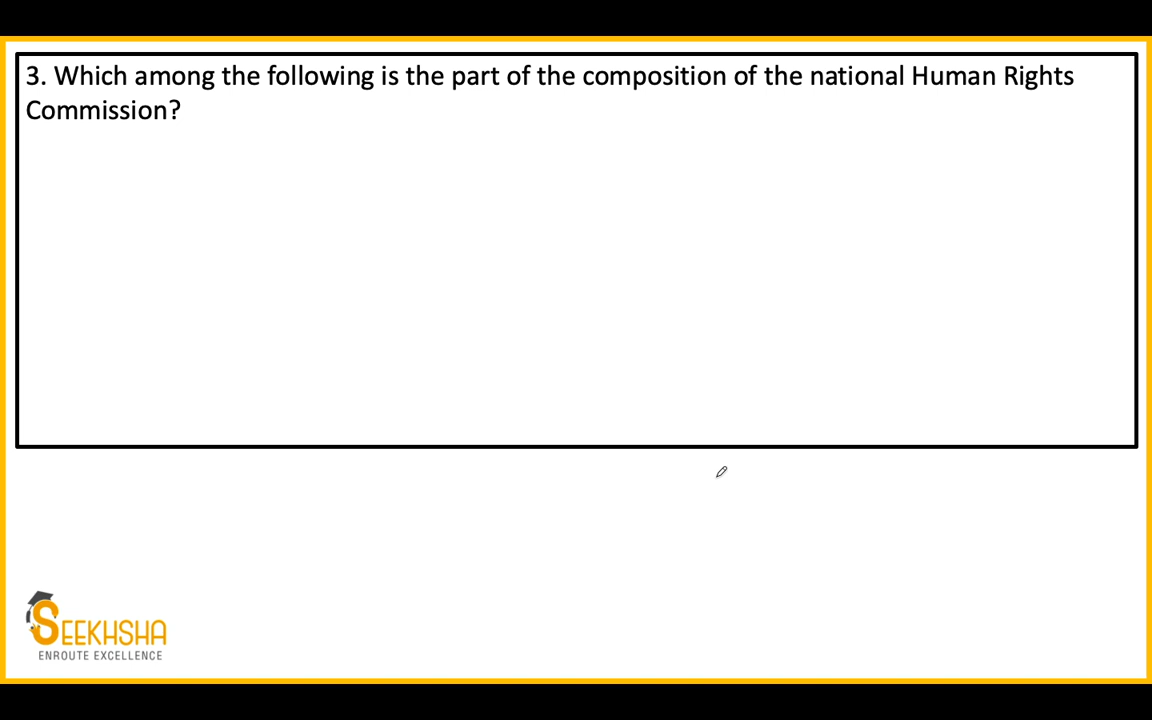 3. Which among the following is the part of the composition of the national Human Rights
Commission?
SEEKHSHA
ENROUTE EXCELLENCE